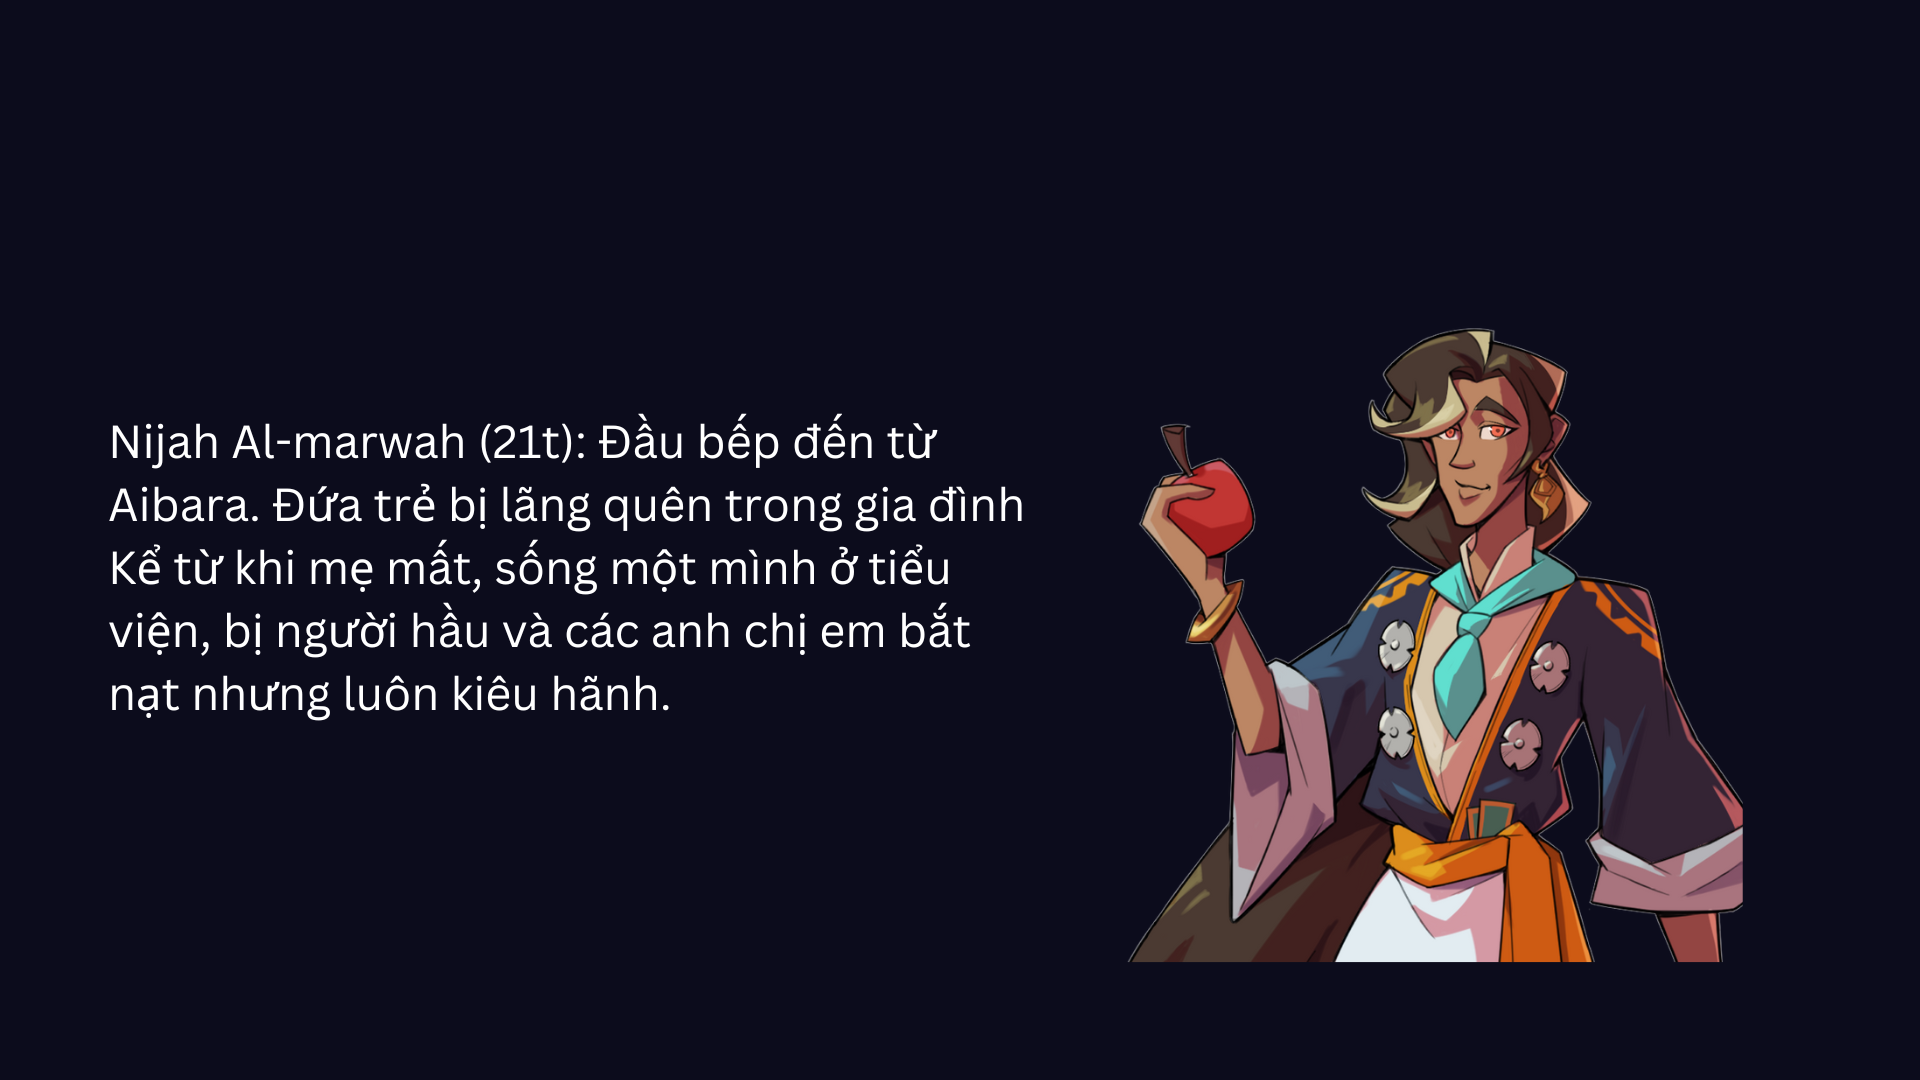 Nijah Al-marwah (21t): Đầu bếp đến từ
Aibara. Đứa trẻ bị lãng quên trong gia đình
Kể từ khi mẹ mất, sống một mình ở tiểu
viện, bị người hầu và các anh chị em bắt
nạt nhưng luôn kiêu hãnh.